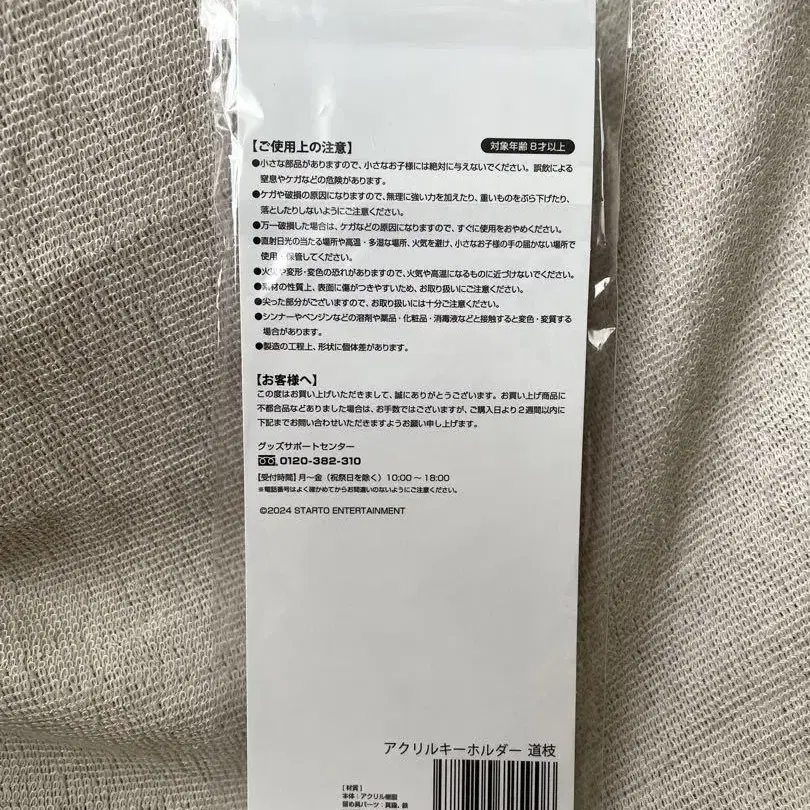 【ご使用上の注意】
対象年齢 8才以上
●小さな部品がありますので、小さなお子様には絶対に与えないでください。誤飲による
窒息やケガなどの危険があります。
●ケガや破損の原因になりますので、無理に強い力を加えたり、重いものをぶら下げたり、
落としたりしないようにご注意ください。
●万一破損した場合は、ケガなどの原因になりますので、すぐに使用をおやめください。
●直射日光の当たる場所や高温・多湿な場所、火気を避け、小さなお子様の手の届かない場所で
使用・保管してください。
●火災や変形・変色の恐れがありますので、火気や高温になるものに近づけないでください。
●素材の性質上、表面に傷がつきやすいため、お取り扱いにご注意ください。
●尖った部分がございますので、お取り扱いには十分ご注意ください。
●シンナーやベンジンなどの溶剤や薬品・化粧品・消毒液などと接触すると変色・変質する
場合があります。
●製造の工程上、形状に個体差があります。
【お客様へ】
この度はお買い上げいただきまして、誠にありがとうございます。お買い上げ商品に
不都合品などありました場合は、お手数ではございますが、ご購入日より2週間以内に
下記までお問い合わせいただきますようお願い申し上げます。
グッズサポートセンター
0120-382-310
【受付時間】月～金（祝祭日を除く）10:00～18:00
※電話番号はよく確かめてからお間違いのないようにご注意ください。
©2024 STARTO ENTERTAINMENT
アクリルキーホルダー 道枝
【材質】
本体：アクリル樹脂
留め具パーツ：真鍮、鉄